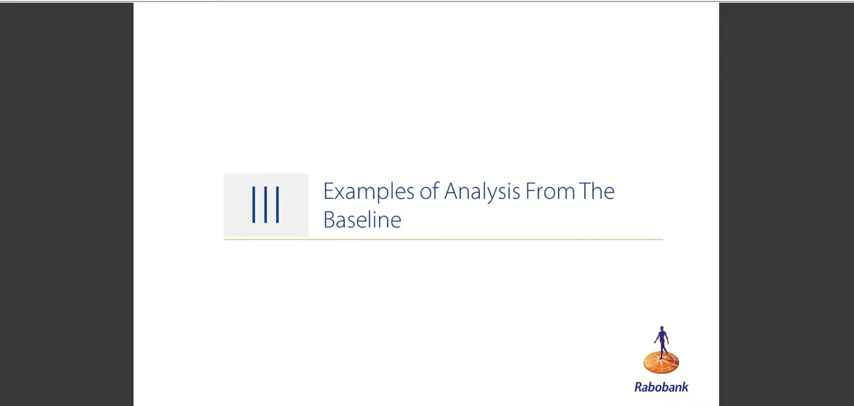 III
Examples of Analysis From The
Baseline
Rabobank